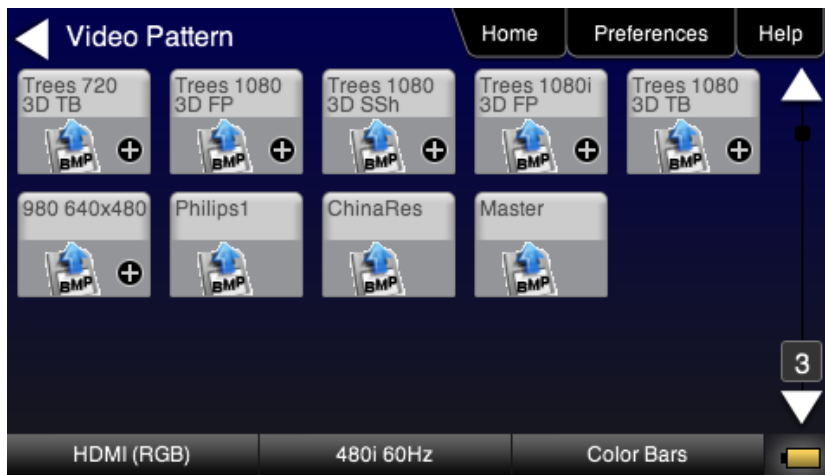 Video Pattern
Home
Preferences
Help
Trees 720
3D TB
Trees 1080
3D FP
Trees 1080
3D SSh
Trees 1080i
3D FP
Trees 1080
3D TB
BMP
BMP
BMP
BMP
BMP
980 640x480
Philips1
ChinaRes
Master
BMP
BMP
BMP
BMP
3
HDMI (RGB)
480i 60Hz
Color Bars